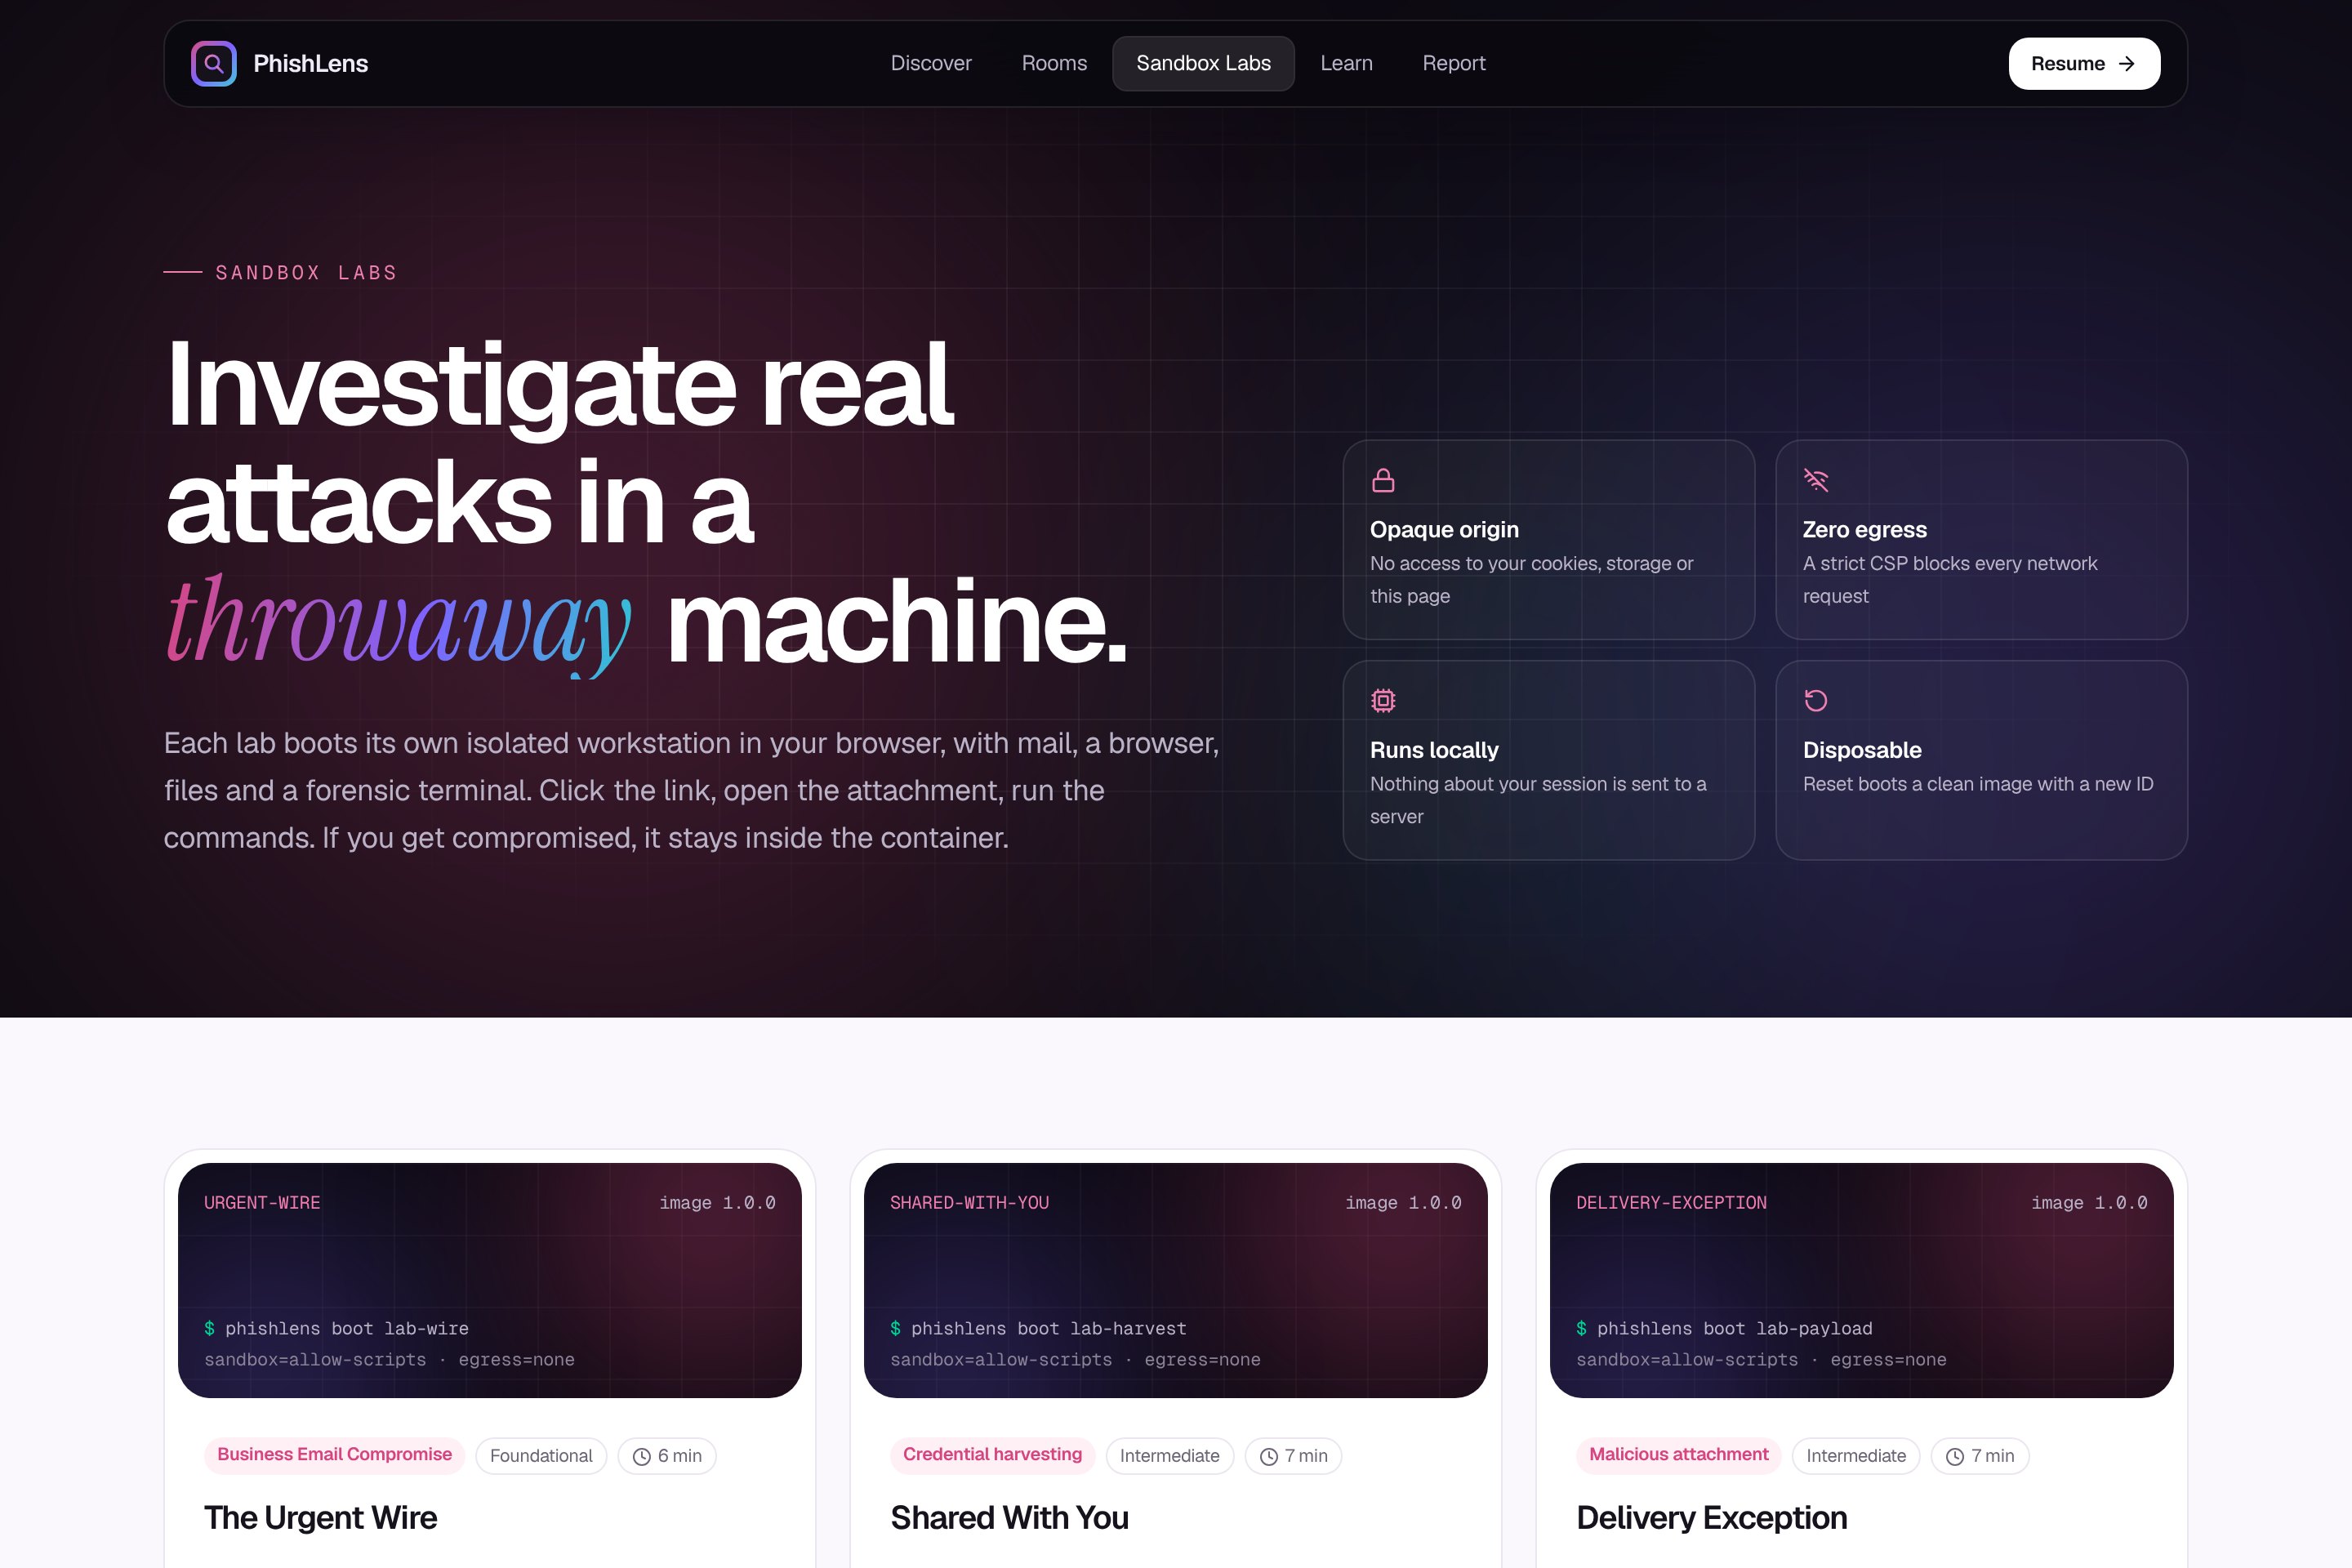 PhishLens
Discover
Rooms
Sandbox Labs
Learn
Report
Resume
SANDBOX LABS
Investigate real
attacks in a
throwaway machine.
Each lab boots its own isolated workstation in your browser, with mail, a browser,
files and a forensic terminal. Click the link, open the attachment, run the
commands. If you get compromised, it stays inside the container.
Opaque origin
No access to your cookies, storage or
this page
Zero egress
A strict CSP blocks every network
request
Runs locally
Nothing about your session is sent to a
server
Disposable
Reset boots a clean image with a new ID
URGENT-WIRE
image 1.0.0
$ phishlens boot lab-wire
sandbox=allow-scripts · egress=none
Business Email Compromise
Foundational
6 min
The Urgent Wire
SHARED-WITH-YOU
image 1.0.0
$ phishlens boot lab-harvest
sandbox=allow-scripts · egress=none
Credential harvesting
Intermediate
7 min
Shared With You
DELIVERY-EXCEPTION
image 1.0.0
$ phishlens boot lab-payload
sandbox=allow-scripts · egress=none
Malicious attachment
Intermediate
7 min
Delivery Exception